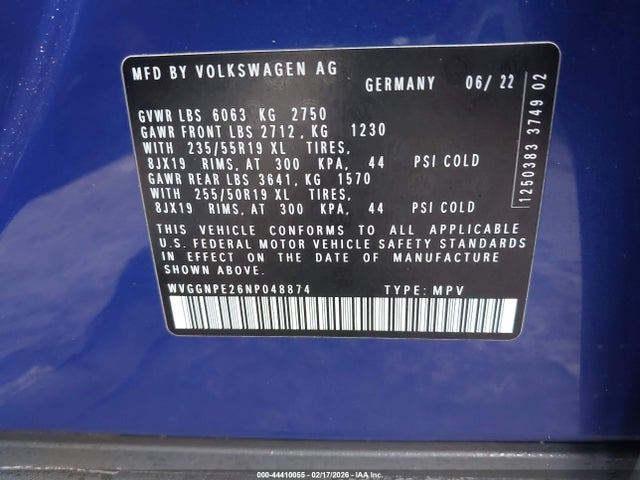 MFD BY VOLKSWAGEN AG
GERMANY 06/ 22
GVWR LBS 6063 KG 2750
GAWR FRONT LBS 2712, KG 1230
WITH 235/55R19 XL TIRES,
8JX19 RIMS, AT 300 KPA, 44 PSI COLD
GAWR REAR LBS 3641, KG 1570
WITH 255/50R19 XL TIRES,
8JX19 RIMS, AT 300 KPA, 44 PSI COLD
THIS VEHICLE CONFORMS TO ALL APPLICABLE
U.S. FEDERAL MOTOR VEHICLE SAFETY STANDARDS
IN EFFECT ON THE DATE OF MANUFACTURE
SHOWN ABOVE.
WVGGNPE26NP048874 TYPE: MPV
1250383 3749 02
000-44410055 - 02/17/2026 - IAAI Inc.